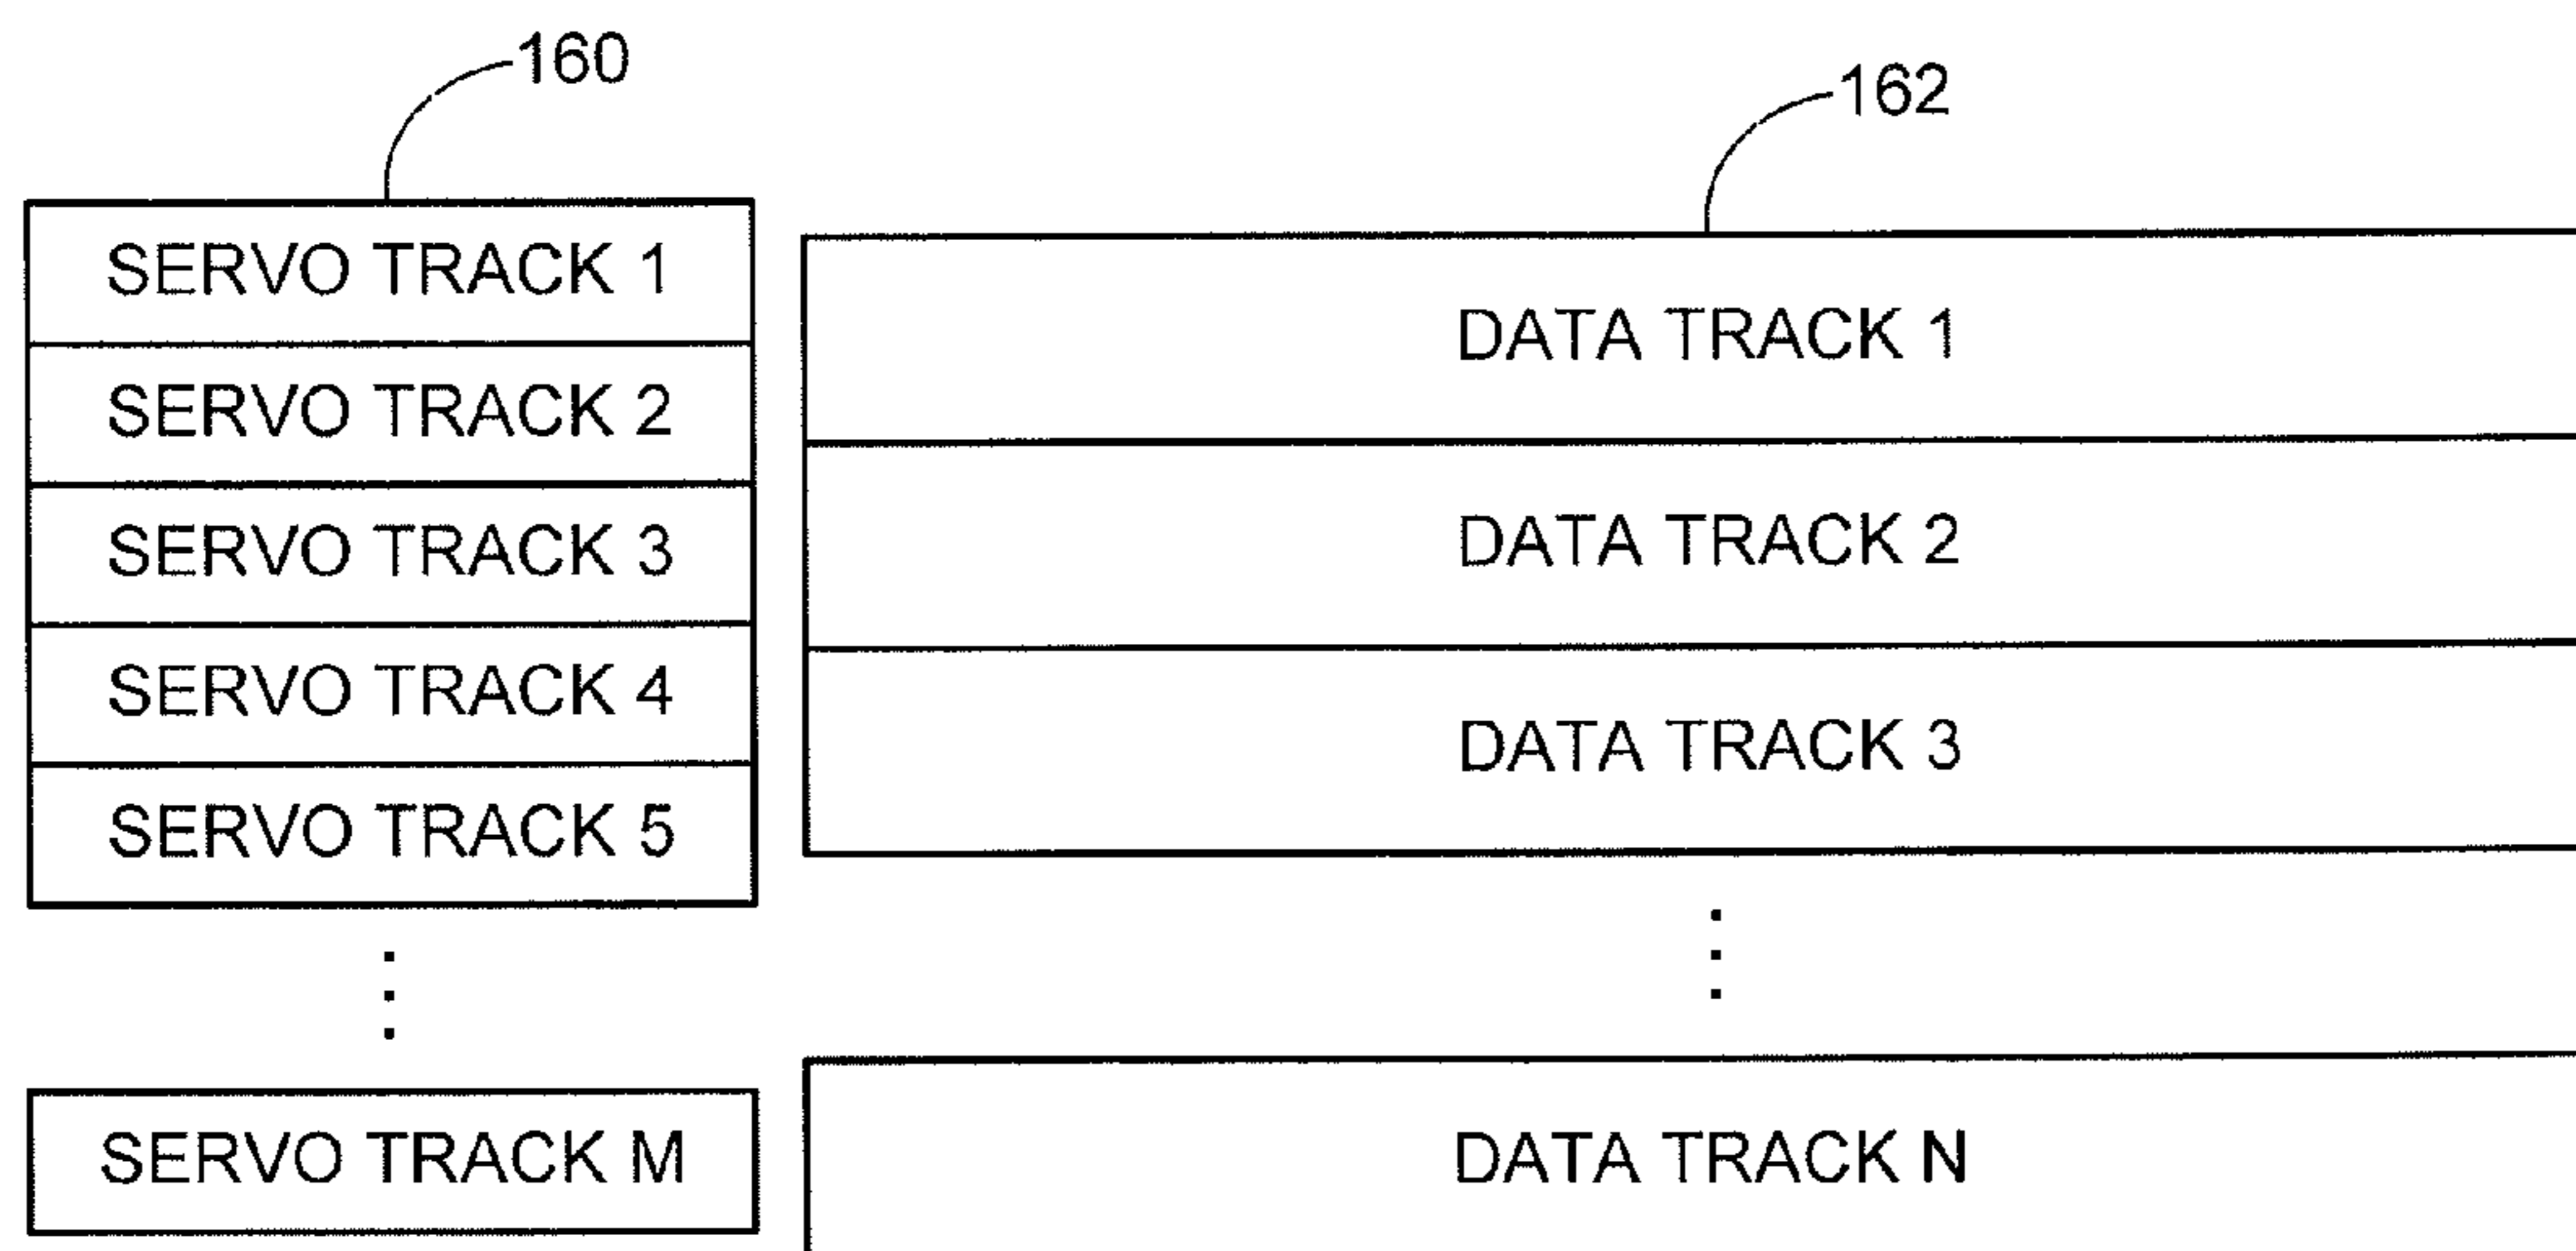 160
162
SERVO TRACK 1
SERVO TRACK 2
SERVO TRACK 3
SERVO TRACK 4
SERVO TRACK 5
SERVO TRACK M
DATA TRACK 1
DATA TRACK 2
DATA TRACK 3
DATA TRACK N